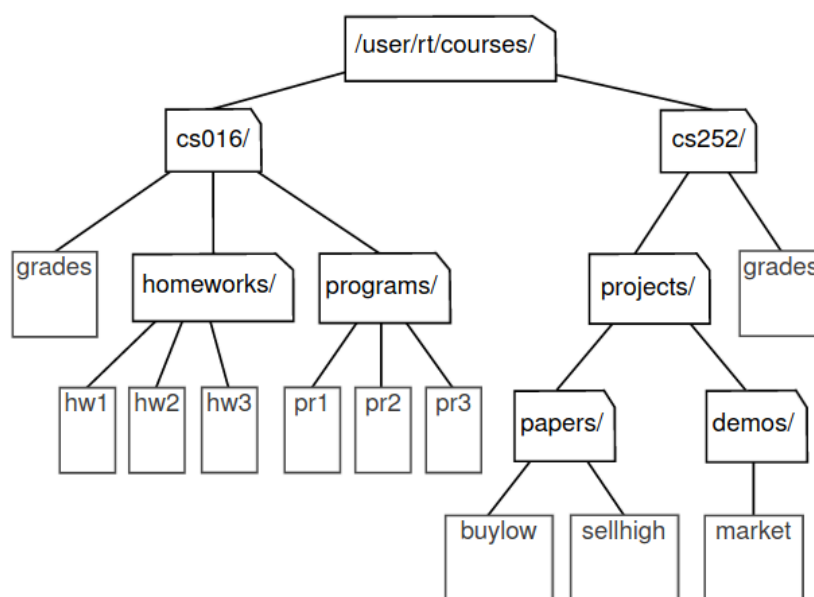 /user/rt/courses/
cs016/
cs252/
grades
homeworks/
programs/
projects/
grades
hw1
hw2
hw3
pr1
pr2
pr3
papers/
demos/
buylow
sellhigh
market